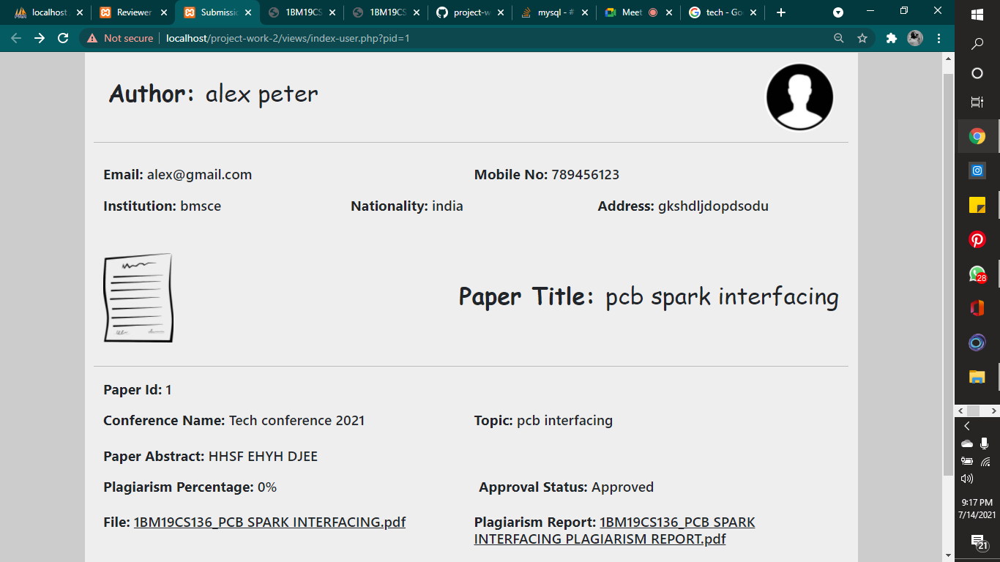 localhost
Reviewer
Submissi
1BM19CS
1BM19CS
project-w
mysql - #
Meet
tech - Go
Not secure
localhost/project-work-2/views/index-user.php?pid=1
Author: alex peter
Email: alex@gmail.com
Mobile No: 789456123
Institution: bmsce
Nationality: india
Address: gkshdljdopdsodu
Paper Title: pcb spark interfacing
Paper Id: 1
Conference Name: Tech conference 2021
Topic: pcb interfacing
Paper Abstract: HHSF EHYH DJEE
Plagiarism Percentage: 0%
Approval Status: Approved
File: 1BM19CS136_PCB SPARK INTERFACING.pdf
Plagiarism Report: 1BM19CS136_PCB SPARK
INTERFACING PLAGIARISM REPORT.pdf
28
9:17 PM
7/14/2021
21